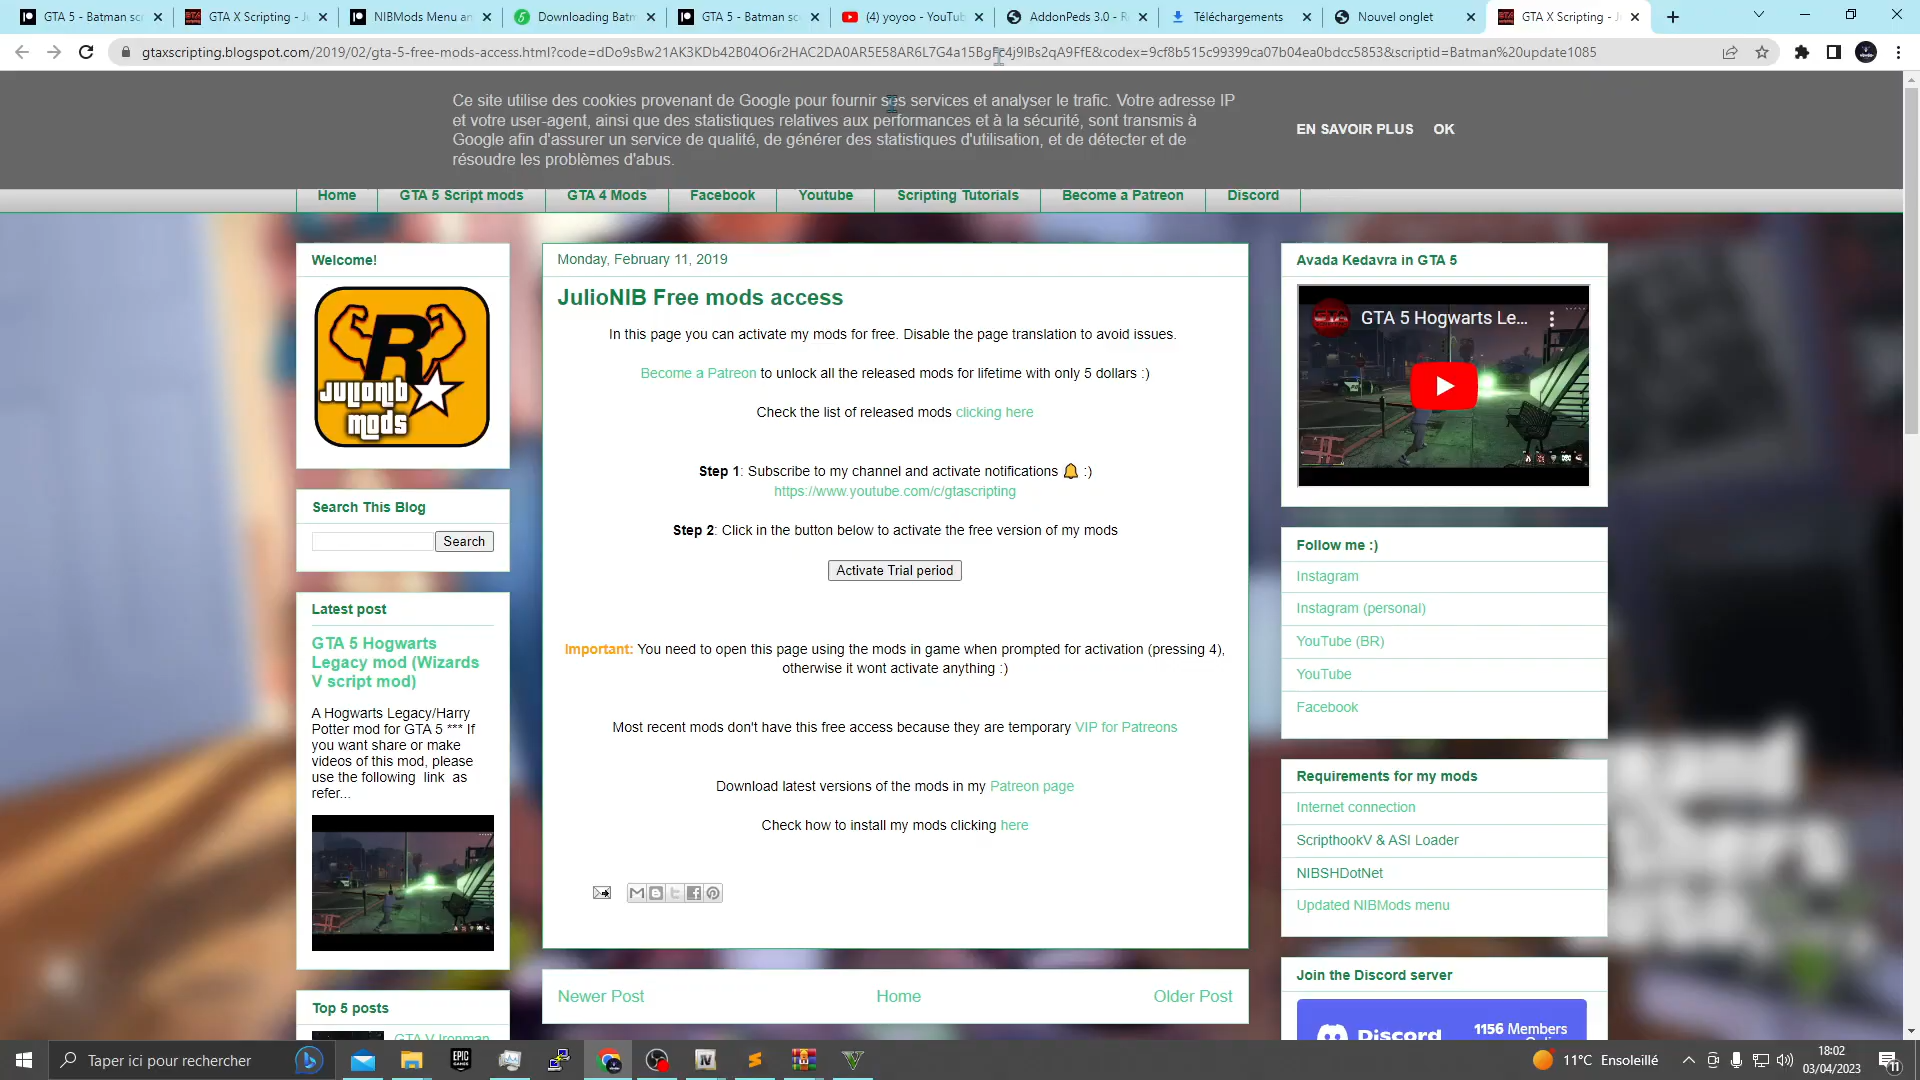 GTA 5 - Batman sc
GTA X Scripting - Ju
NIBMods Menu an
Downloading Batm
GTA 5 - Batman sc
(4) yoyoo - YouTube
AddonPeds 3.0 - R
Téléchargements
Nouvel onglet
GTA X Scripting - J
gtaxscripting.blogspot.com/2019/02/gta-5-free-mods-access.html?code=dDo9sBw21AK3KDb42B04O6r2HAC2DA0AR5E58AR6L7G4a15BgFc4j9IBs2qA9FfE&codex=9cf8b515c99399ca07b04ea0bdcc5853&scriptid=Batman%20update1085
Ce site utilise des cookies provenant de Google pour fournir ses services et analyser le trafic. Votre adresse IP
et votre user-agent, ainsi que des statistiques relatives aux performances et à la sécurité, sont transmis à
Google afin d'assurer un service de qualité, de générer des statistiques d'utilisation, et de détecter et de
résoudre les problèmes d'abus.
EN SAVOIR PLUS OK
Home GTA 5 Script mods GTA 4 Mods Facebook Youtube Scripting Tutorials Become a Patreon Discord
Welcome!
R
JulioNIB
mods
Search This Blog
Search
Latest post
GTA 5 Hogwarts
Legacy mod (Wizards
V script mod)
A Hogwarts Legacy/Harry
Potter mod for GTA 5 *** If
you want share or make
videos of this mod, please
use the following link as
refer...
Top 5 posts
GTA V Ironman
Monday, February 11, 2019
JulioNIB Free mods access
In this page you can activate my mods for free. Disable the page translation to avoid issues.
Become a Patreon to unlock all the released mods for lifetime with only 5 dollars :)
Check the list of released mods clicking here
Step 1: Subscribe to my channel and activate notifications 🔔 :)
https://www.youtube.com/c/gtascripting
Step 2: Click in the button below to activate the free version of my mods
Activate Trial period
Important: You need to open this page using the mods in game when prompted for activation (pressing 4),
otherwise it wont activate anything :)
Most recent mods don't have this free access because they are temporary VIP for Patreons
Download latest versions of the mods in my Patreon page
Check how to install my mods clicking here
Newer Post Home Older Post
Avada Kedavra in GTA 5
GTA 5 Hogwarts Le...
Follow me :)
Instagram
Instagram (personal)
YouTube (BR)
YouTube
Facebook
Requirements for my mods
Internet connection
ScripthookV & ASI Loader
NIBSHDotNet
Updated NIBMods menu
Join the Discord server
Discord 1156 Members
Taper ici pour rechercher
EPIC
GAMES
IV
V
11°C Ensoleillé
18:02
03/04/2023
11